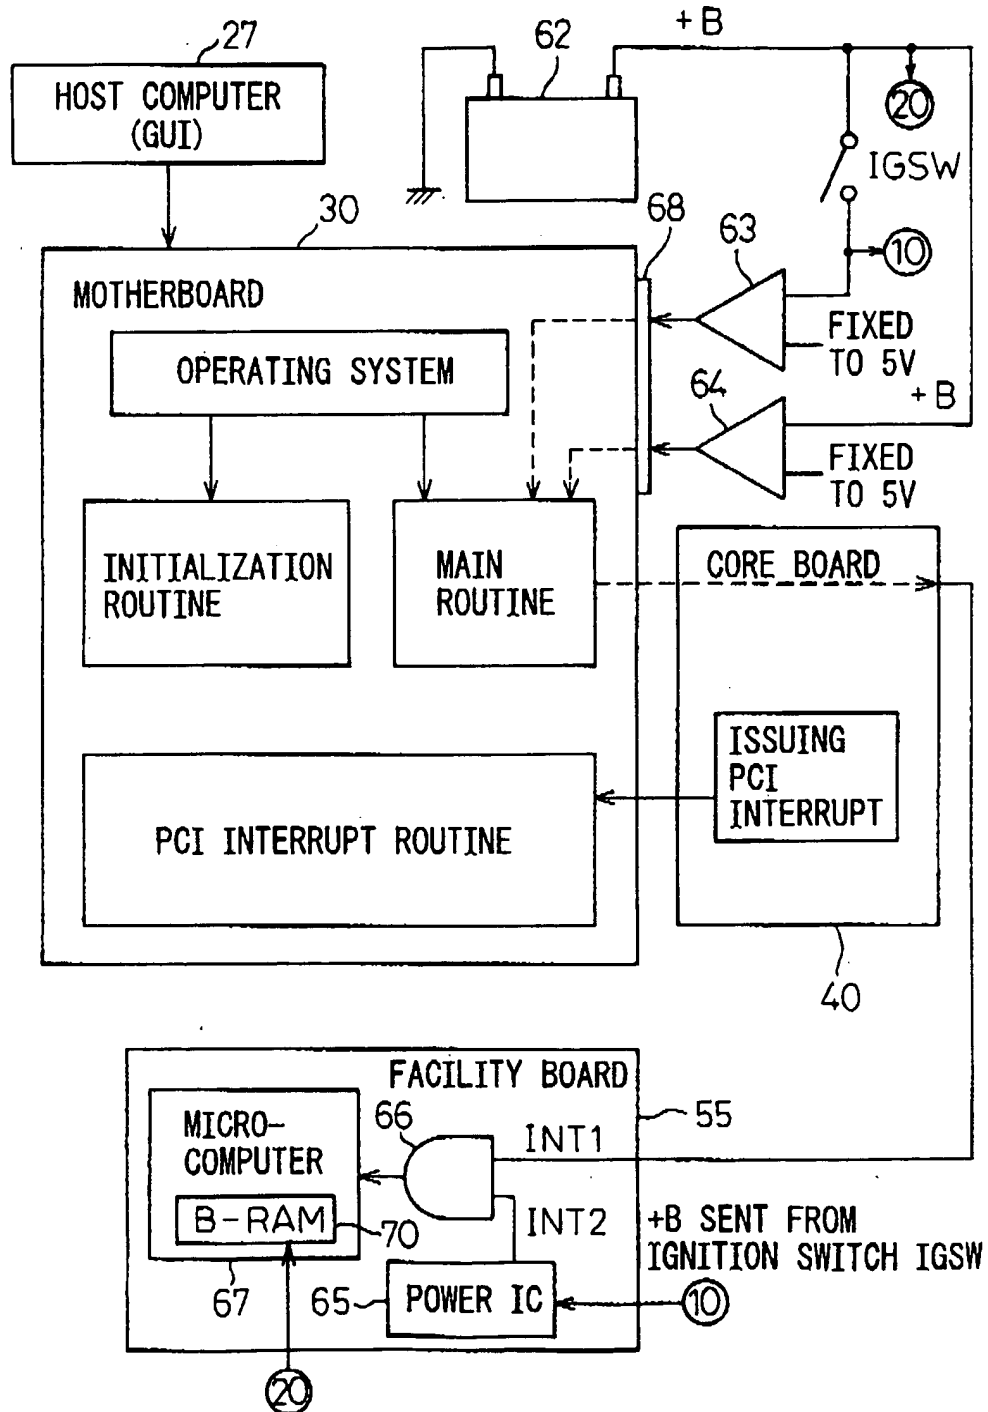 27
HOST COMPUTER
(GUI)
62
+B
20
IGSW
10
30
68
63
MOTHERBOARD
FIXED
TO 5V
OPERATING SYSTEM
64
+B
FIXED
TO 5V
INITIALIZATION
ROUTINE
MAIN
ROUTINE
CORE BOARD
ISSUING
PCI
INTERRUPT
PCI INTERRUPT ROUTINE
40
FACILITY BOARD
55
MICRO-
COMPUTER
66
INT1
B-RAM
70
INT2
+B SENT FROM
IGNITION SWITCH IGSW
67
65
POWER IC
10
20